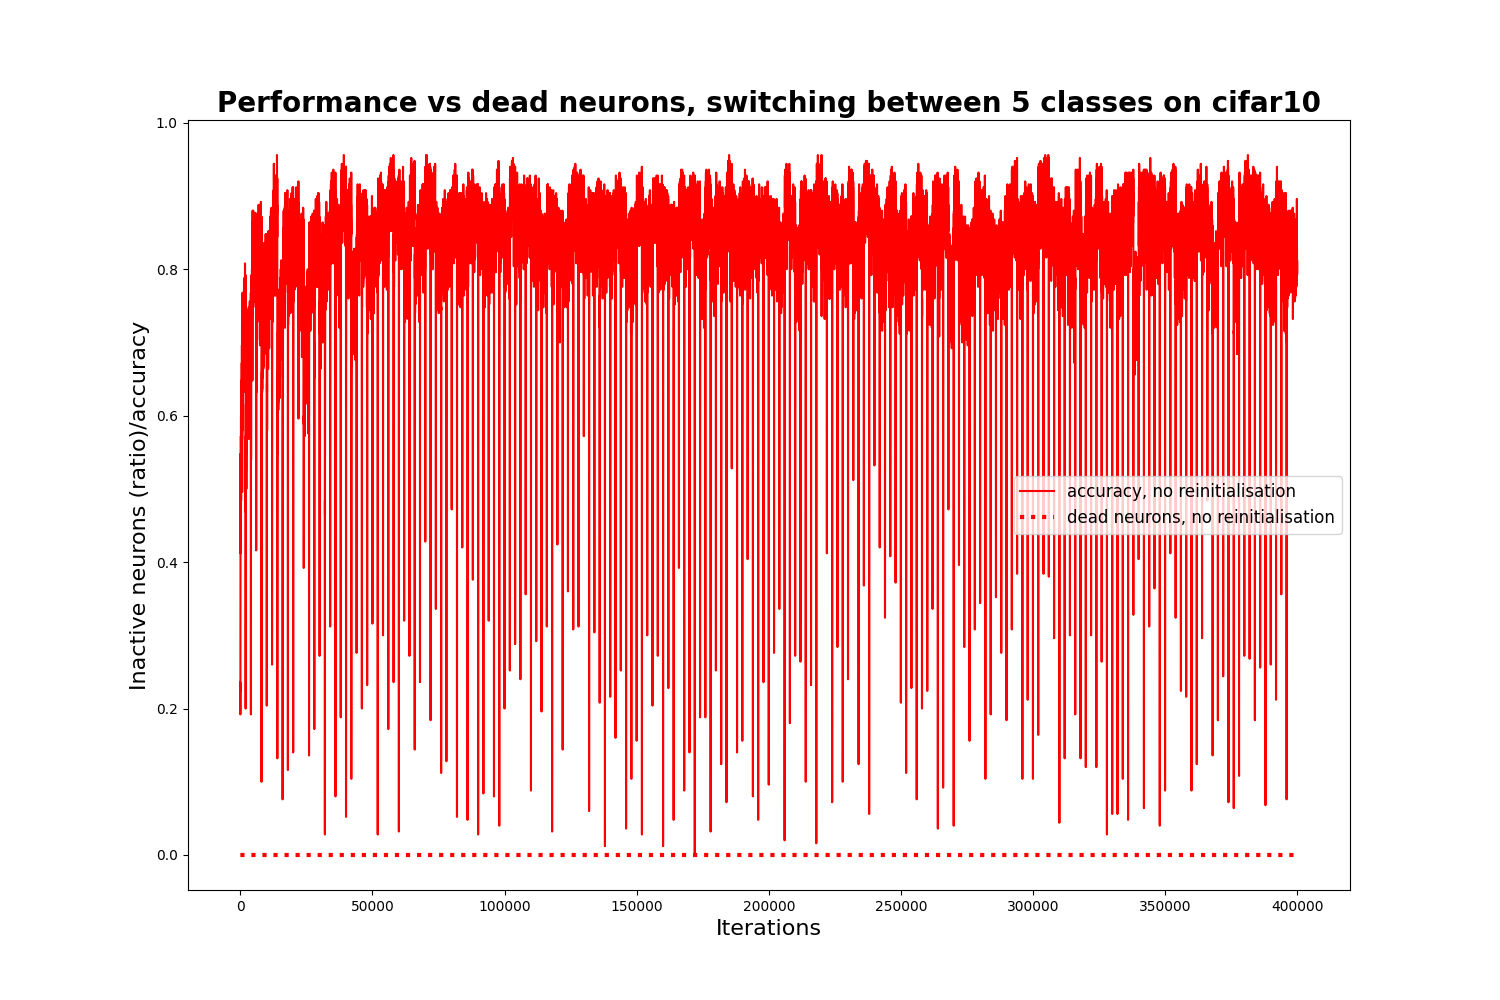 Performance vs dead neurons, switching between 5 classes on cifar10
1.0
0.8
0.6
0.4
0.2
0.0
Inactive neurons (ratio)/accuracy
accuracy, no reinitialisation
dead neurons, no reinitialisation
0 50000 100000 150000 200000 250000 300000 350000 400000
Iterations